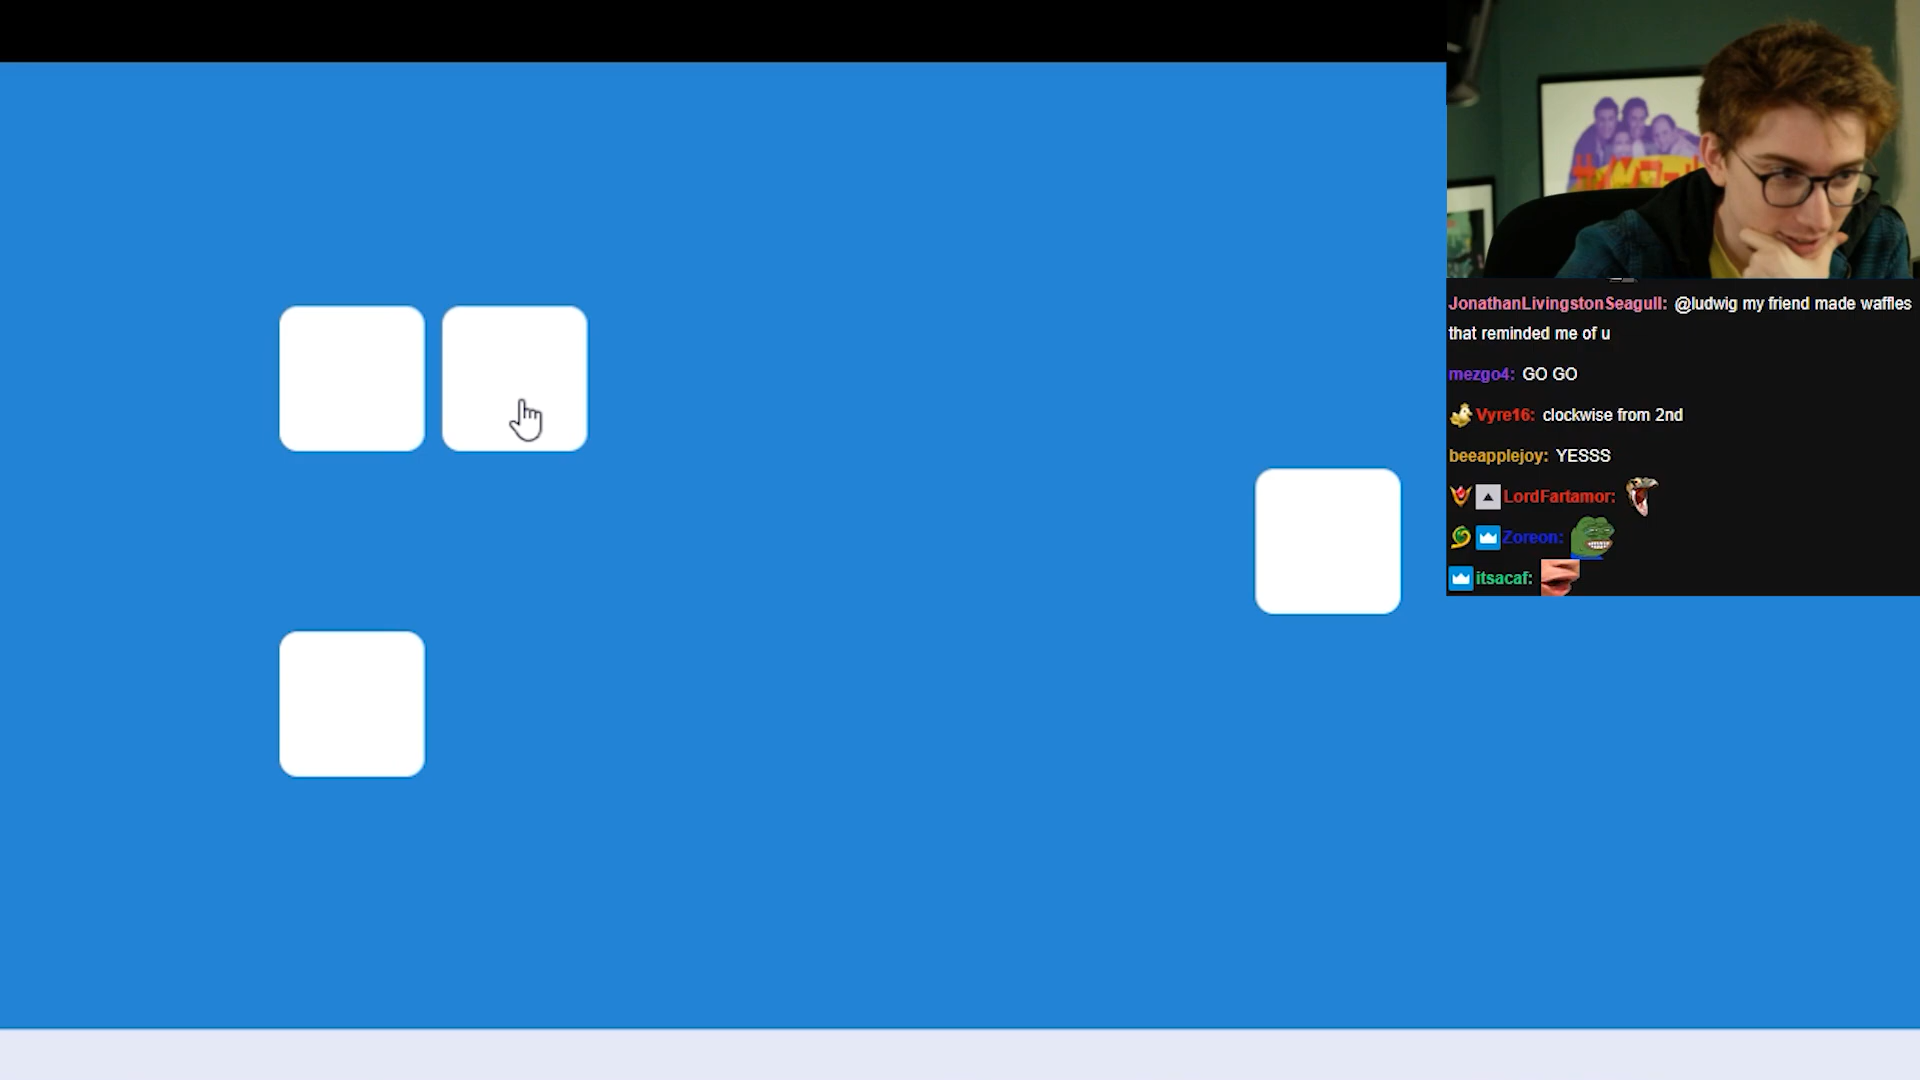 JonathanLivingstonSeagull: @ludwig my friend made waffles
that reminded me of u
mezgo4: GO GO
Vyre16: clockwise from 2nd
beeapplejoy: YESSS
LordFartamor:
Zoreon:
itsacaf: